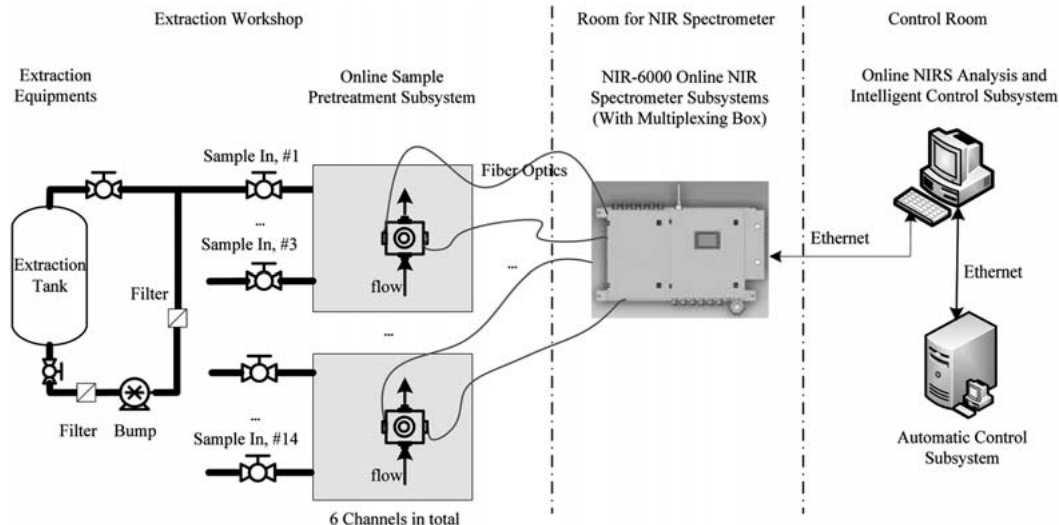 Extraction Workshop
Room for NIR Spectrometer
Control Room
Extraction
Equipments
Online Sample
Pretreatment Subsystem
NIR-6000 Online NIR
Spectrometer Subsystems
(With Multiplexing Box)
Online NIRS Analysis and
Intelligent Control Subsystem
Sample In, #1
Fiber Optics
...
Sample In, #3
Extraction
Tank
Filter
flow
...
Ethernet
Ethernet
...
Filter
Bump
...
Sample In, #14
flow
Automatic Control
Subsystem
6 Channels in total